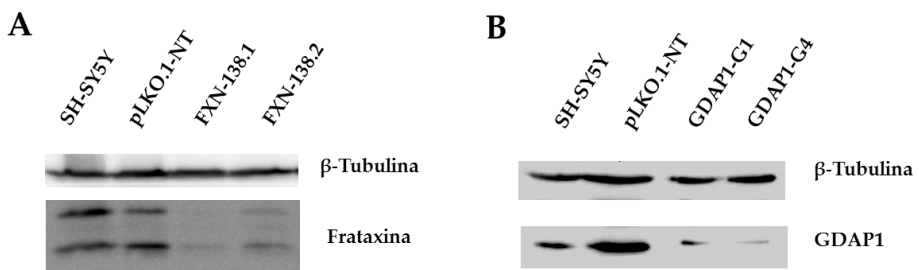 A
SH-SY5Y
pLKO.1-NT
FXN-138.1
FXN-138.2
β-Tubulina
Frataxina
B
SH-SY5Y
pLKO.1-NT
GDAP1-G1
GDAP1-G4
β-Tubulina
GDAP1